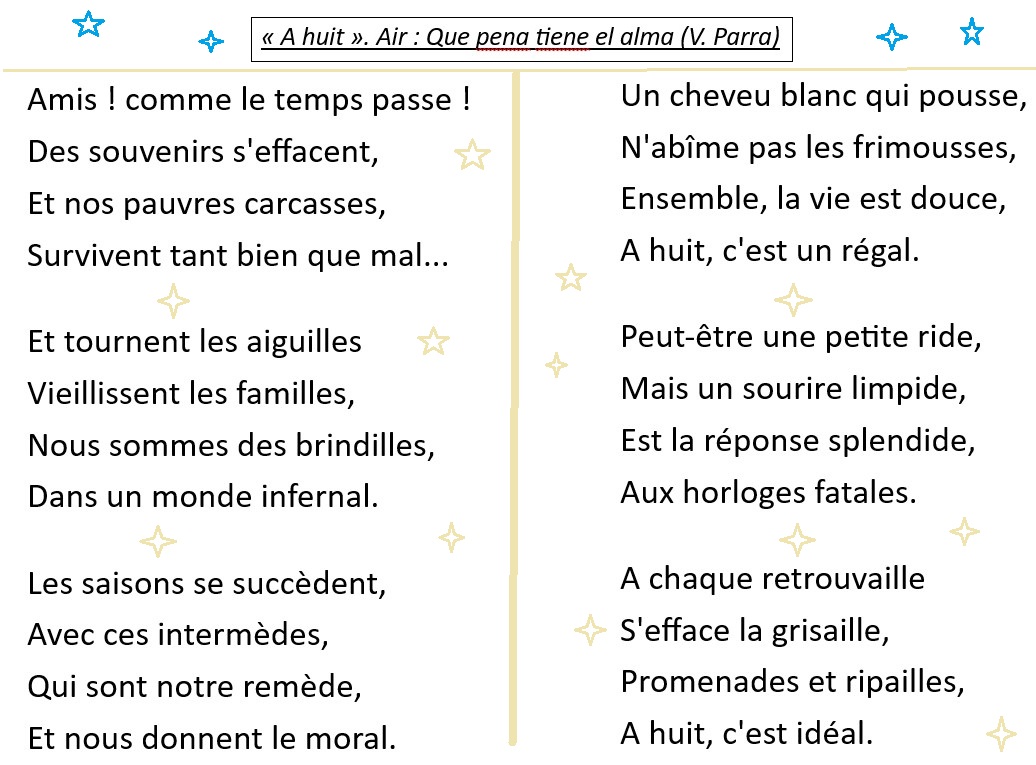 « A huit ». Air : Que pena tiene el alma (V. Parra)
Amis ! comme le temps passe !
Des souvenirs s'effacent,
Et nos pauvres carcasses,
Survivent tant bien que mal...
Et tournent les aiguilles
Vieillissent les familles,
Nous sommes des brindilles,
Dans un monde infernal.
Les saisons se succèdent,
Avec ces intermèdes,
Qui sont notre remède,
Et nous donnent le moral.
Un cheveu blanc qui pousse,
N'abîme pas les frimousses,
Ensemble, la vie est douce,
A huit, c'est un régal.
Peut-être une petite ride,
Mais un sourire limpide,
Est la réponse splendide,
Aux horloges fatales.
A chaque retrouvaille
S'efface la grisaille,
Promenades et ripailles,
A huit, c'est idéal.